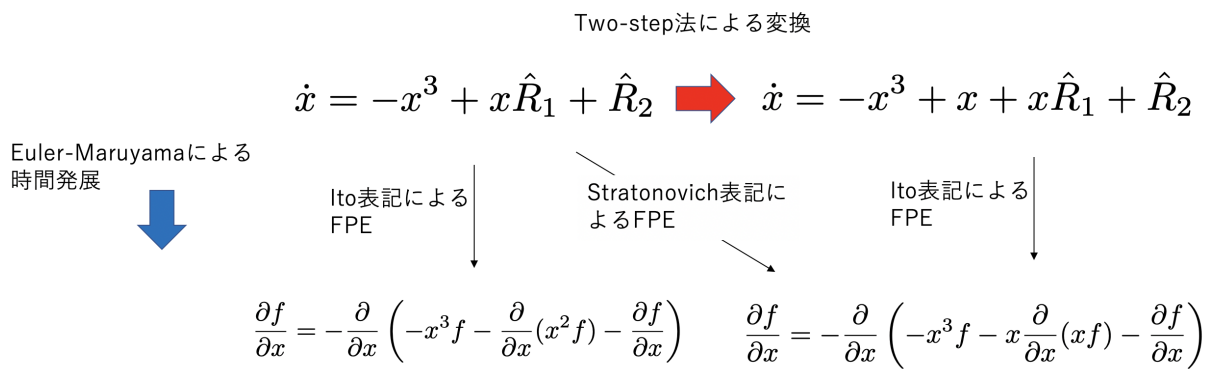 Two-step法による変換
ẋ = −x³ + xR̂₁ + R̂₂
ẋ = −x³ + x + xR̂₁ + R̂₂
Euler-Maruyamaによる
時間発展
Ito表記による
FPE
Stratonovich表記に
よるFPE
Ito表記による
FPE
∂f/∂x = −∂/∂x (−x³f − ∂/∂x(x²f) − ∂f/∂x)
∂f/∂x = −∂/∂x (−x³f − x∂/∂x(xf) − ∂f/∂x)